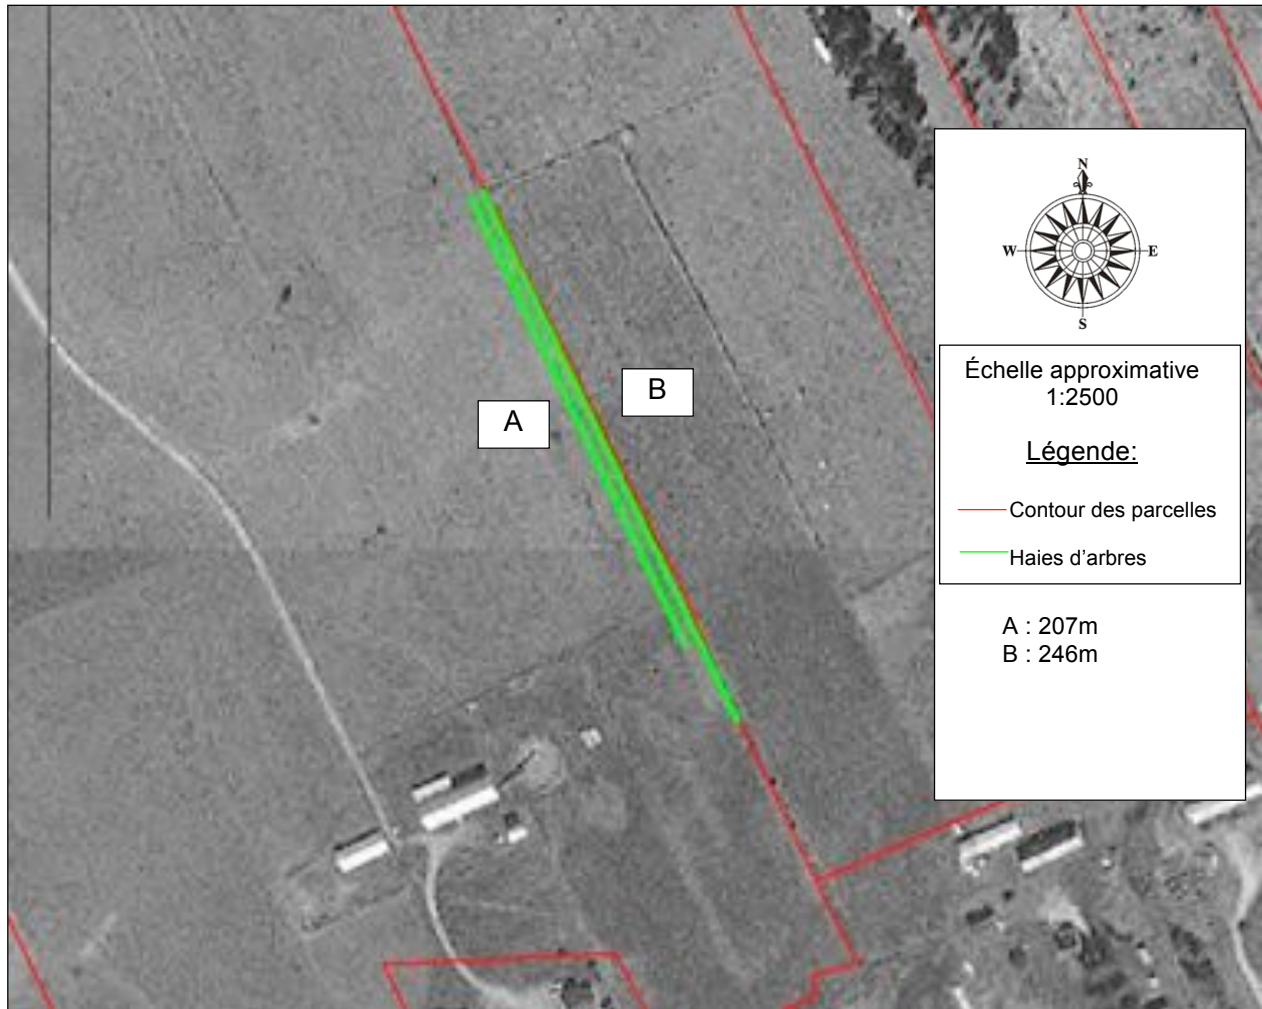 N
W
E
S
Échelle approximative
1:2500
Légende:
Contour des parcelles
Haies d'arbres
A : 207m
B : 246m
A
B